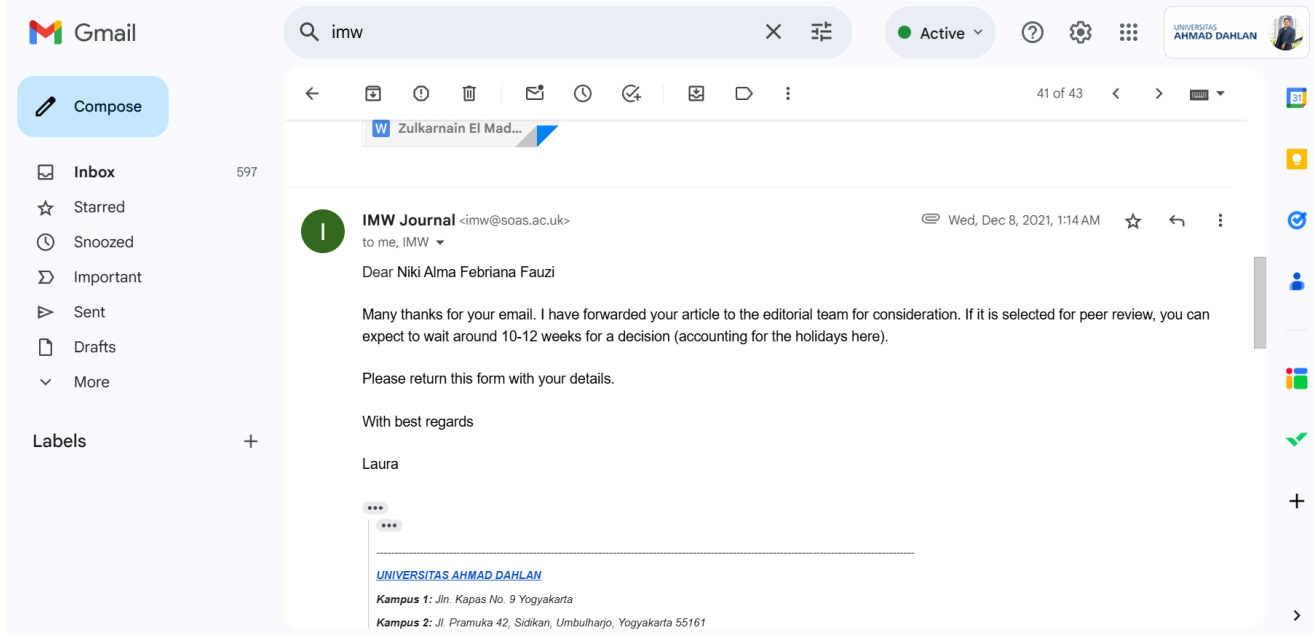 Gmail
imw
Active
UNIVERSITAS
AHMAD DAHLAN
Compose
41 of 43
31
W Zulkarnain El Mad...
Inbox 597
Starred
Snoozed
Important
Sent
Drafts
More
Labels
I
IMW Journal <imw@soas.ac.uk>
Wed, Dec 8, 2021, 1:14 AM
to me, IMW
Dear Niki Alma Febriana Fauzi
Many thanks for your email. I have forwarded your article to the editorial team for consideration. If it is selected for peer review, you can
expect to wait around 10-12 weeks for a decision (accounting for the holidays here).
Please return this form with your details.
With best regards
Laura
UNIVERSITAS AHMAD DAHLAN
Kampus 1: Jln. Kapas No. 9 Yogyakarta
Kampus 2: Jl. Pramuka 42, Sidikan, Umbulharjo, Yogyakarta 55161